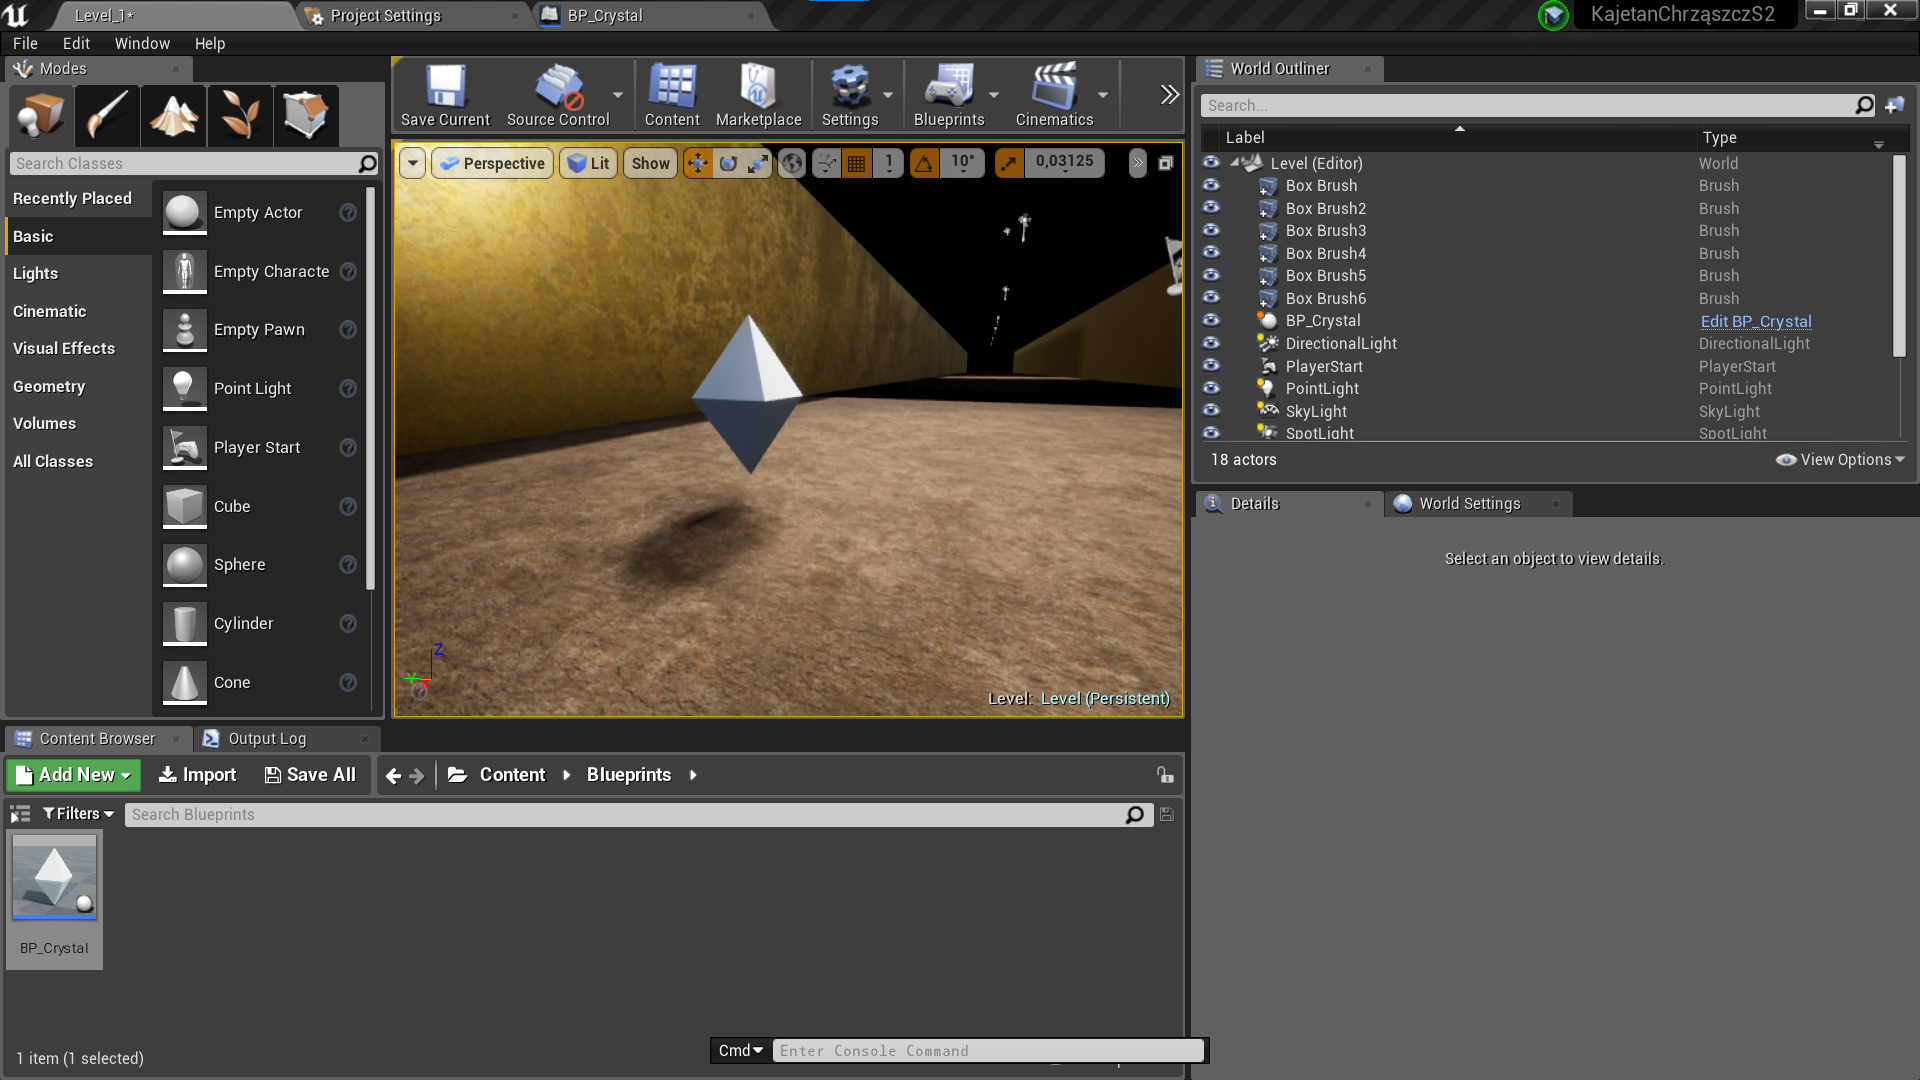 Level_1*
Project Settings
BP_Crystal
KajetanChrząszczS2
File Edit Window Help
Modes
Search Classes
Recently Placed
Basic
Lights
Cinematic
Visual Effects
Geometry
Volumes
All Classes
Empty Actor
Empty Characte
Empty Pawn
Point Light
Player Start
Cube
Sphere
Cylinder
Cone
Save Current
Source Control
Content
Marketplace
Settings
Blueprints
Cinematics
Perspective
Lit
Show
1
10°
0,03125
Z
Y
X
Level: Level (Persistent)
World Outliner
Search...
Label Type
Level (Editor) World
Box Brush Brush
Box Brush2 Brush
Box Brush3 Brush
Box Brush4 Brush
Box Brush5 Brush
Box Brush6 Brush
BP_Crystal Edit BP_Crystal
DirectionalLight DirectionalLight
PlayerStart PlayerStart
PointLight PointLight
SkyLight SkyLight
SpotLight SpotLight
18 actors
View Options
Details
World Settings
Select an object to view details.
Content Browser
Output Log
Add New
Import
Save All
Content
Blueprints
Filters
Search Blueprints
BP_Crystal
1 item (1 selected)
Cmd
Enter Console Command